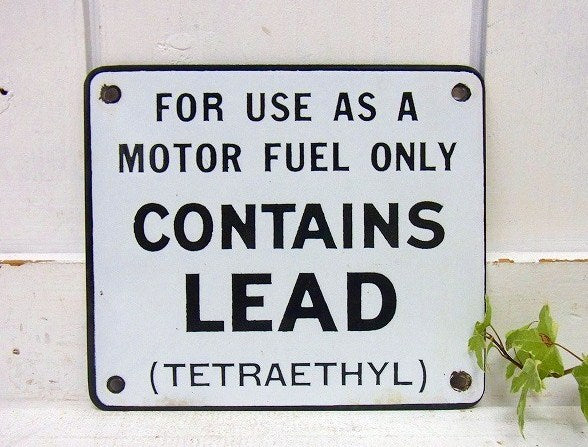 FOR USE AS A
MOTOR FUEL ONLY
CONTAINS
LEAD
(TETRAETHYL)